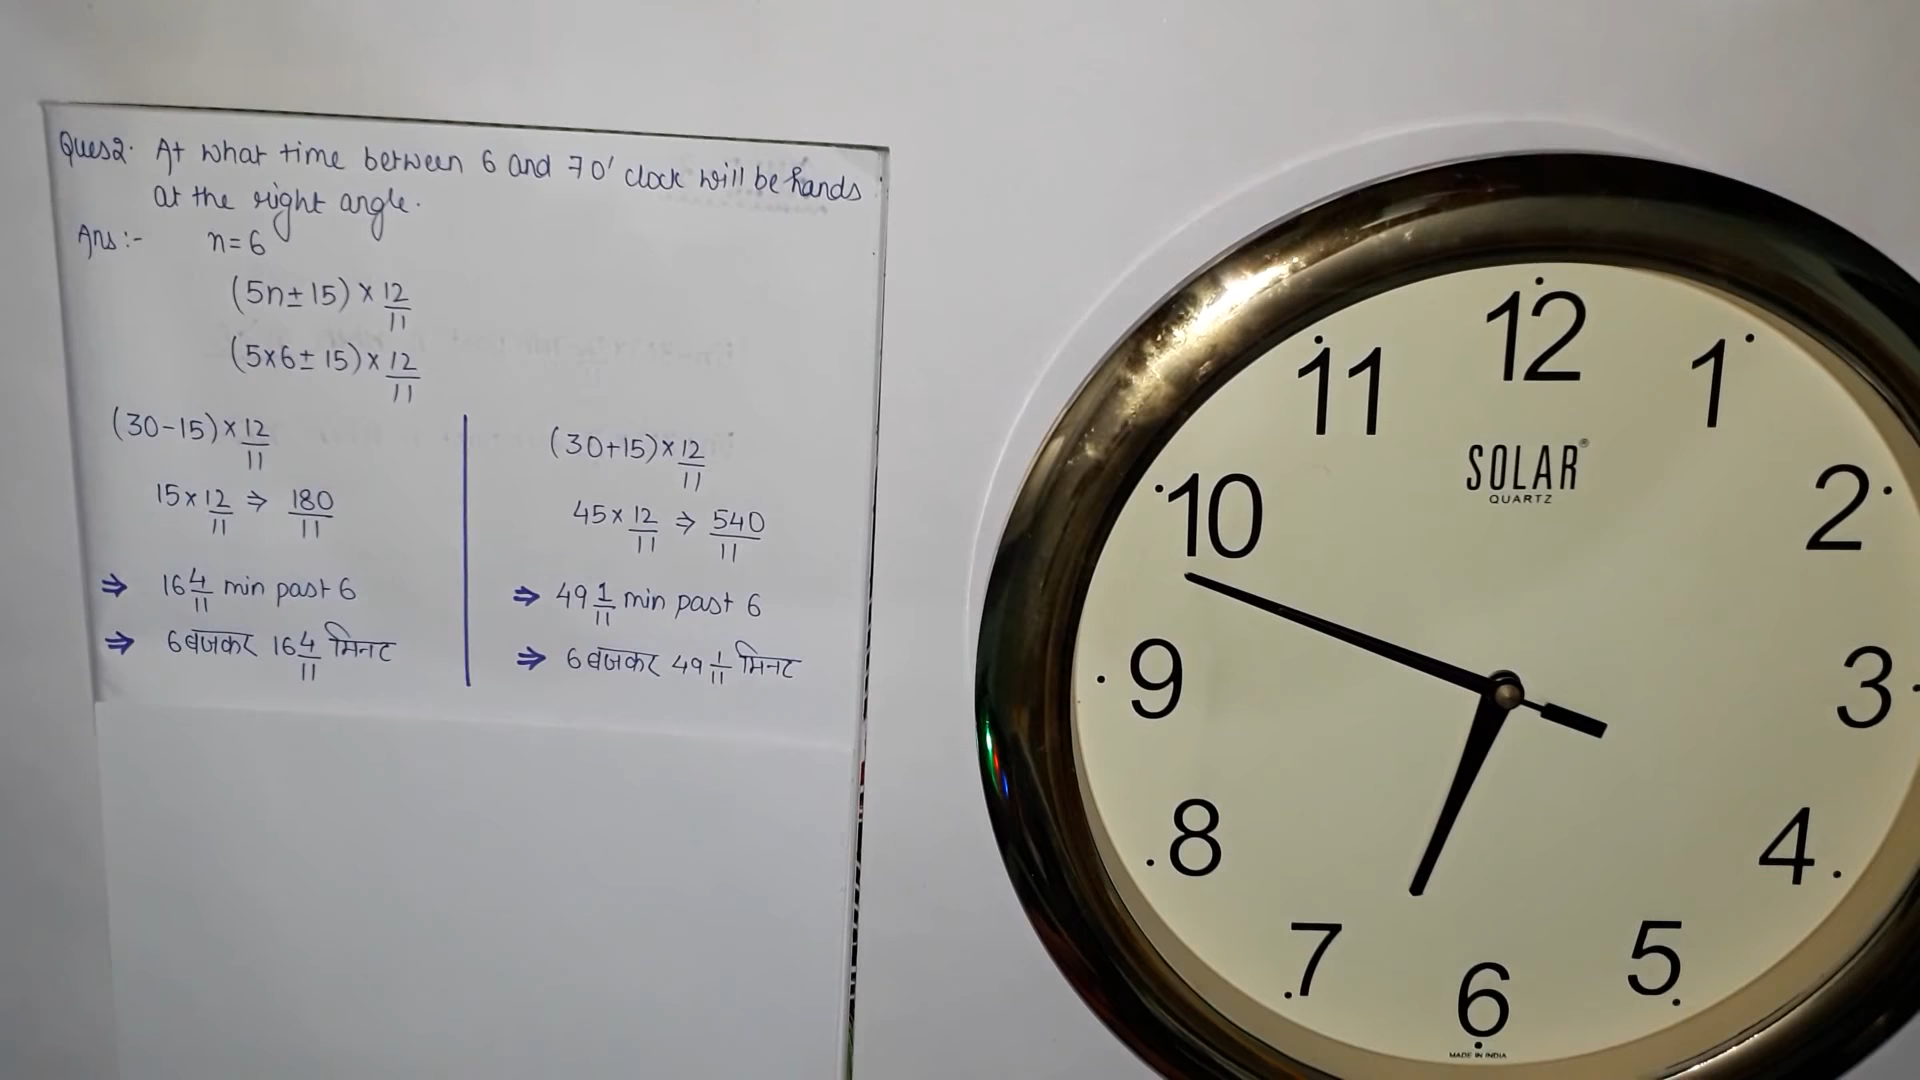 Ques2. At what time between 6 and 7 O' clock will be hands
at the right angle.
Ans:- n=6
(5n±15)×12/11
(5×6±15)×12/11
(30-15)×12/11
15×12/11 ⇒ 180/11
⇒ 16 4/11 min past 6
⇒ 6 बजकर 16 4/11 मिनट
(30+15)×12/11
45×12/11 ⇒ 540/11
⇒ 49 1/11 min past 6
⇒ 6 बजकर 49 1/11 मिनट
12
1
2
3
4
5
6
7
8
9
10
11
SOLAR®
QUARTZ
MADE IN INDIA